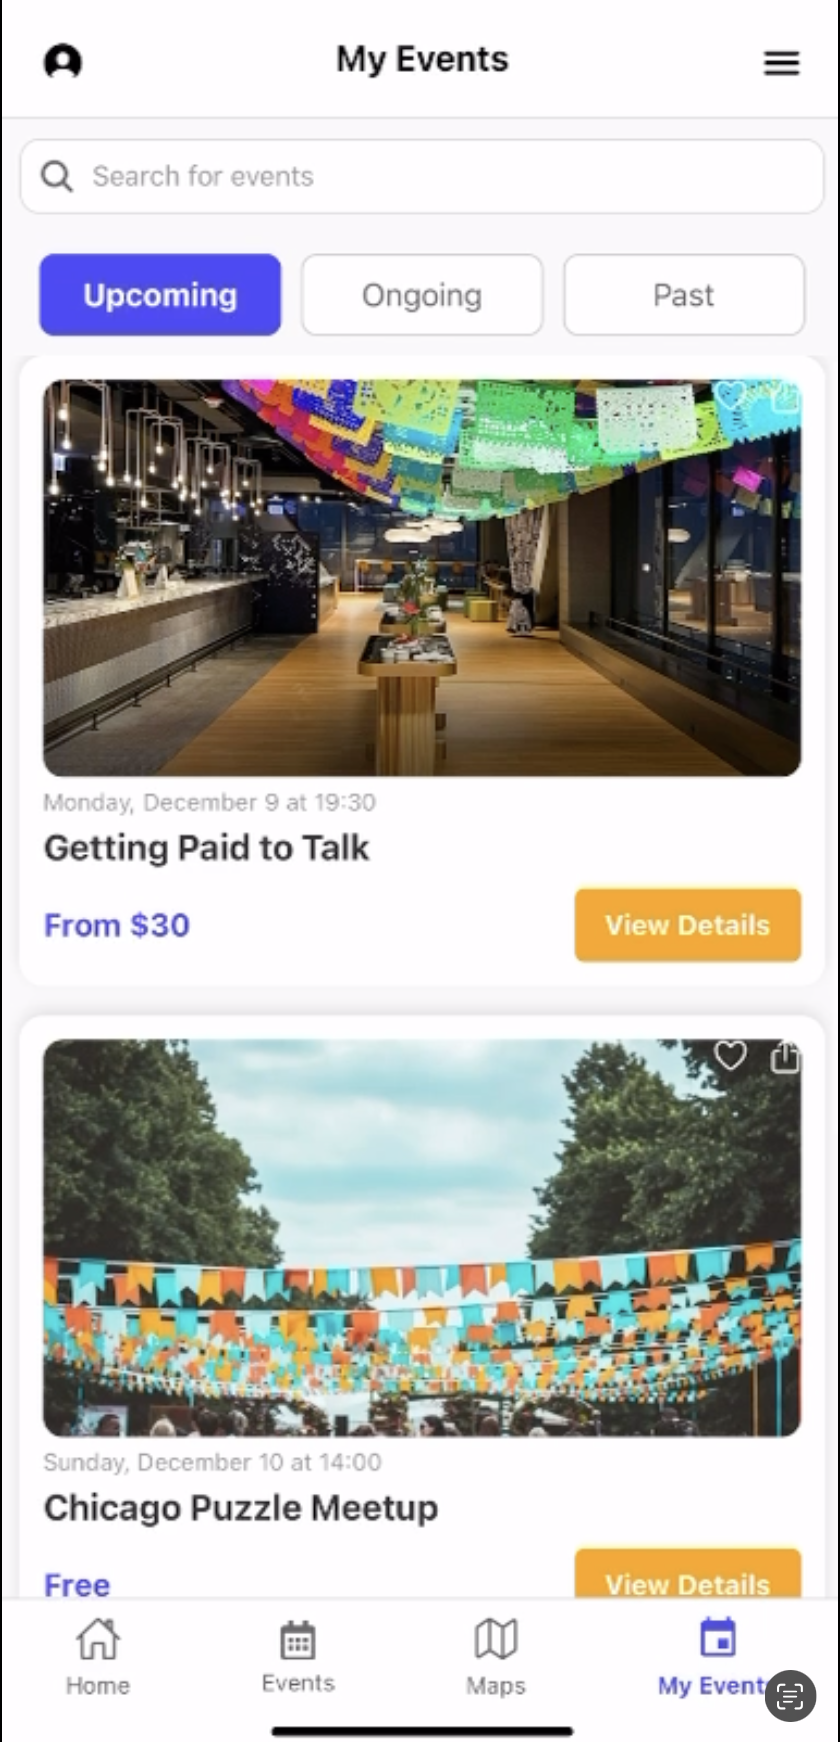 My Events
Search for events
Upcoming
Ongoing
Past
Monday, December 9 at 19:30
Getting Paid to Talk
From $30
View Details
Sunday, December 10 at 14:00
Chicago Puzzle Meetup
Free
View Details
Home
Events
Maps
My Event